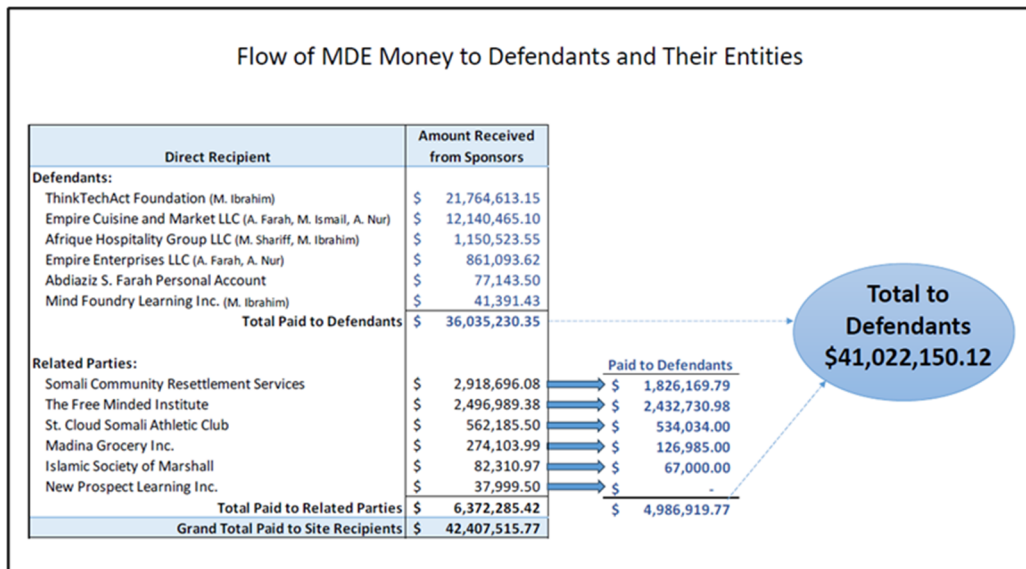 Flow of MDE Money to Defendants and Their Entities
Direct Recipient
Amount Received
from Sponsors
Defendants:
ThinkTechAct Foundation (M. Ibrahim) $ 21,764,613.15
Empire Cuisine and Market LLC (A. Farah, M. Ismail, A. Nur) $ 12,140,465.10
Afrique Hospitality Group LLC (M. Shariff, M. Ibrahim) $ 1,150,523.55
Empire Enterprises LLC (A. Farah, A. Nur) $ 861,093.62
Abdiaziz S. Farah Personal Account $ 77,143.50
Mind Foundry Learning Inc. (M. Ibrahim) $ 41,391.43
Total Paid to Defendants $ 36,035,230.35
Total to
Defendants
$41,022,150.12
Related Parties:
Paid to Defendants
Somali Community Resettlement Services $ 2,918,696.08 $ 1,826,169.79
The Free Minded Institute $ 2,496,989.38 $ 2,432,730.98
St. Cloud Somali Athletic Club $ 562,185.50 $ 534,034.00
Madina Grocery Inc. $ 274,103.99 $ 126,985.00
Islamic Society of Marshall $ 82,310.97 $ 67,000.00
New Prospect Learning Inc. $ 37,999.50 $ -
Total Paid to Related Parties $ 6,372,285.42 $ 4,986,919.77
Grand Total Paid to Site Recipients $ 42,407,515.77